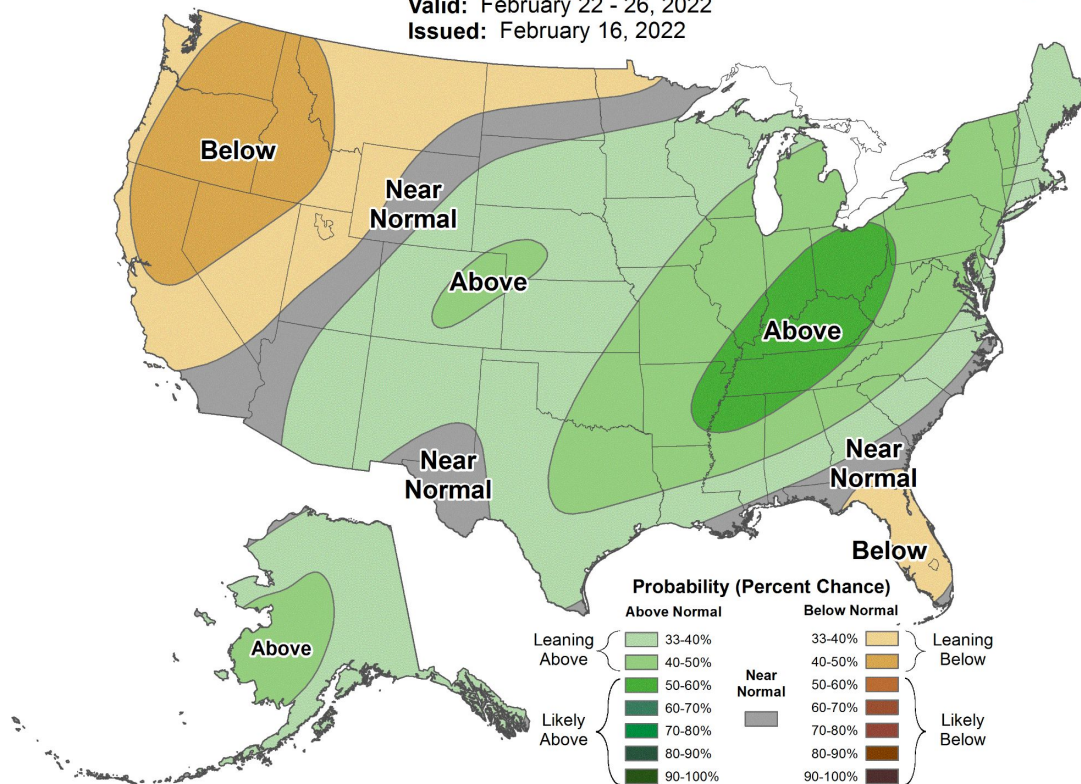 Valid: February 22 - 26, 2022
Issued: February 16, 2022
Below
Near
Normal
Above
Above
Near
Normal
Near
Normal
Below
Above
Probability (Percent Chance)
Above Normal
Below Normal
Leaning
Above
33-40%
40-50%
Likely
Above
50-60%
60-70%
70-80%
80-90%
90-100%
Near
Normal
33-40%
40-50%
Leaning
Below
50-60%
60-70%
70-80%
80-90%
90-100%
Likely
Below